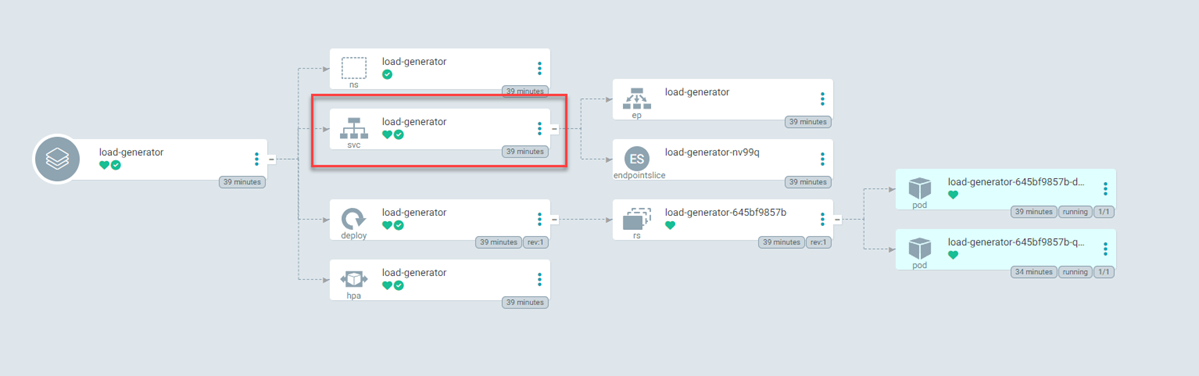 load-generator
39 minutes
load-generator
ns
39 minutes
load-generator
svc
39 minutes
load-generator
deploy
39 minutes
rev:1
load-generator
hpa
39 minutes
load-generator
ep
39 minutes
ES
load-generator-nv99q
endpointslice
39 minutes
load-generator-645bf9857b
rs
39 minutes
rev:1
load-generator-645bf9857b-d...
pod
39 minutes
running
1/1
load-generator-645bf9857b-q...
pod
34 minutes
running
1/1